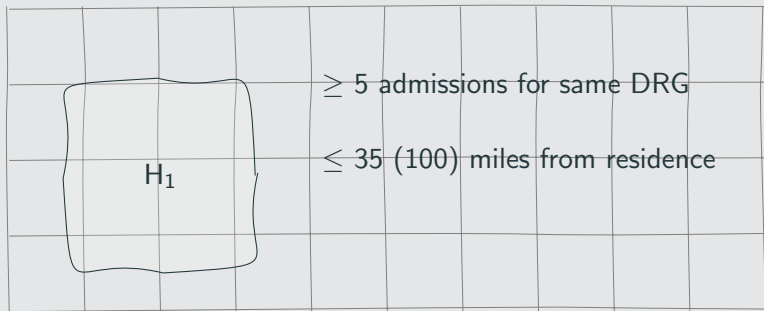 ≥ 5 admissions for same DRG
≤ 35 (100) miles from residence
H₁